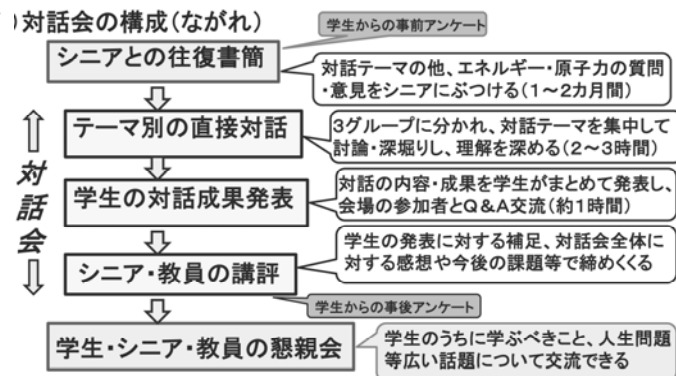 )対話会の構成(ながれ)
学生からの事前アンケート
シニアとの往復書簡
対話テーマの他、エネルギー・原子力の質問
・意見をシニアにぶつける(1～2カ月間)
テーマ別の直接対話
3グループに分かれ、対話テーマを集中して
討論・深堀りし、理解を深める(2～3時間)
対話会
学生の対話成果発表
対話の内容・成果を学生がまとめて発表し、
会場の参加者とQ&A交流(約1時間)
シニア・教員の講評
学生の発表に対する補足、対話会全体に
対する感想や今後の課題等で締めくくる
学生からの事後アンケート
学生・シニア・教員の懇親会
学生のうちに学ぶべきこと、人生問題
等広い話題について交流できる